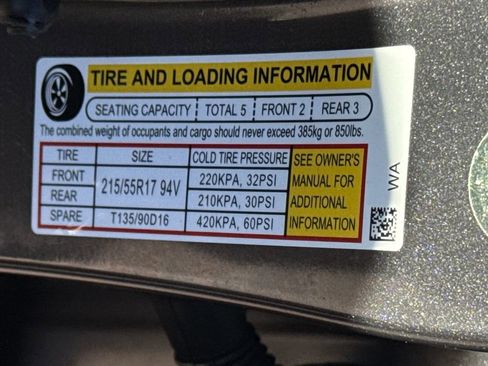 TIRE AND LOADING INFORMATION
SEATING CAPACITY TOTAL 5 FRONT 2 REAR 3
The combined weight of occupants and cargo should never exceed 385kg or 850lbs.
TIRE SIZE COLD TIRE PRESSURE
FRONT 215/55R17 94V 220KPA, 32PSI
REAR 210KPA, 30PSI
SPARE T135/90D16 420KPA, 60PSI
SEE OWNER'S
MANUAL FOR
ADDITIONAL
INFORMATION
WA